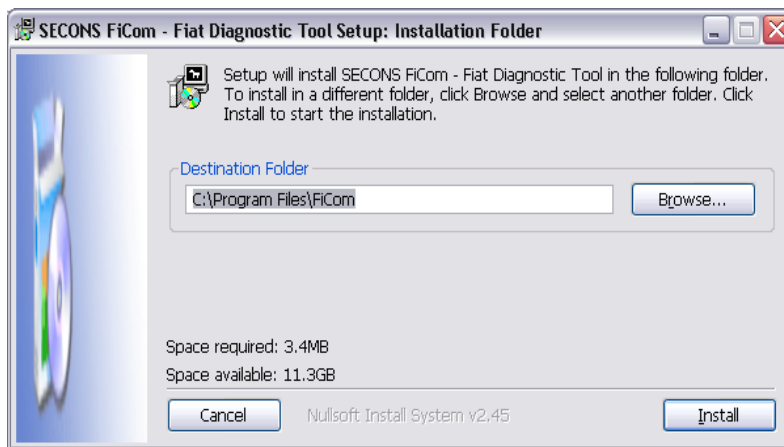 SECONS FiCom - Fiat Diagnostic Tool Setup: Installation Folder
Setup will install SECONS FiCom - Fiat Diagnostic Tool in the following folder.
To install in a different folder, click Browse and select another folder. Click
Install to start the installation.
Destination Folder
C:\Program Files\FiCom
Browse...
Space required: 3.4MB
Space available: 11.3GB
Cancel
Nullsoft Install System v2.45
Install